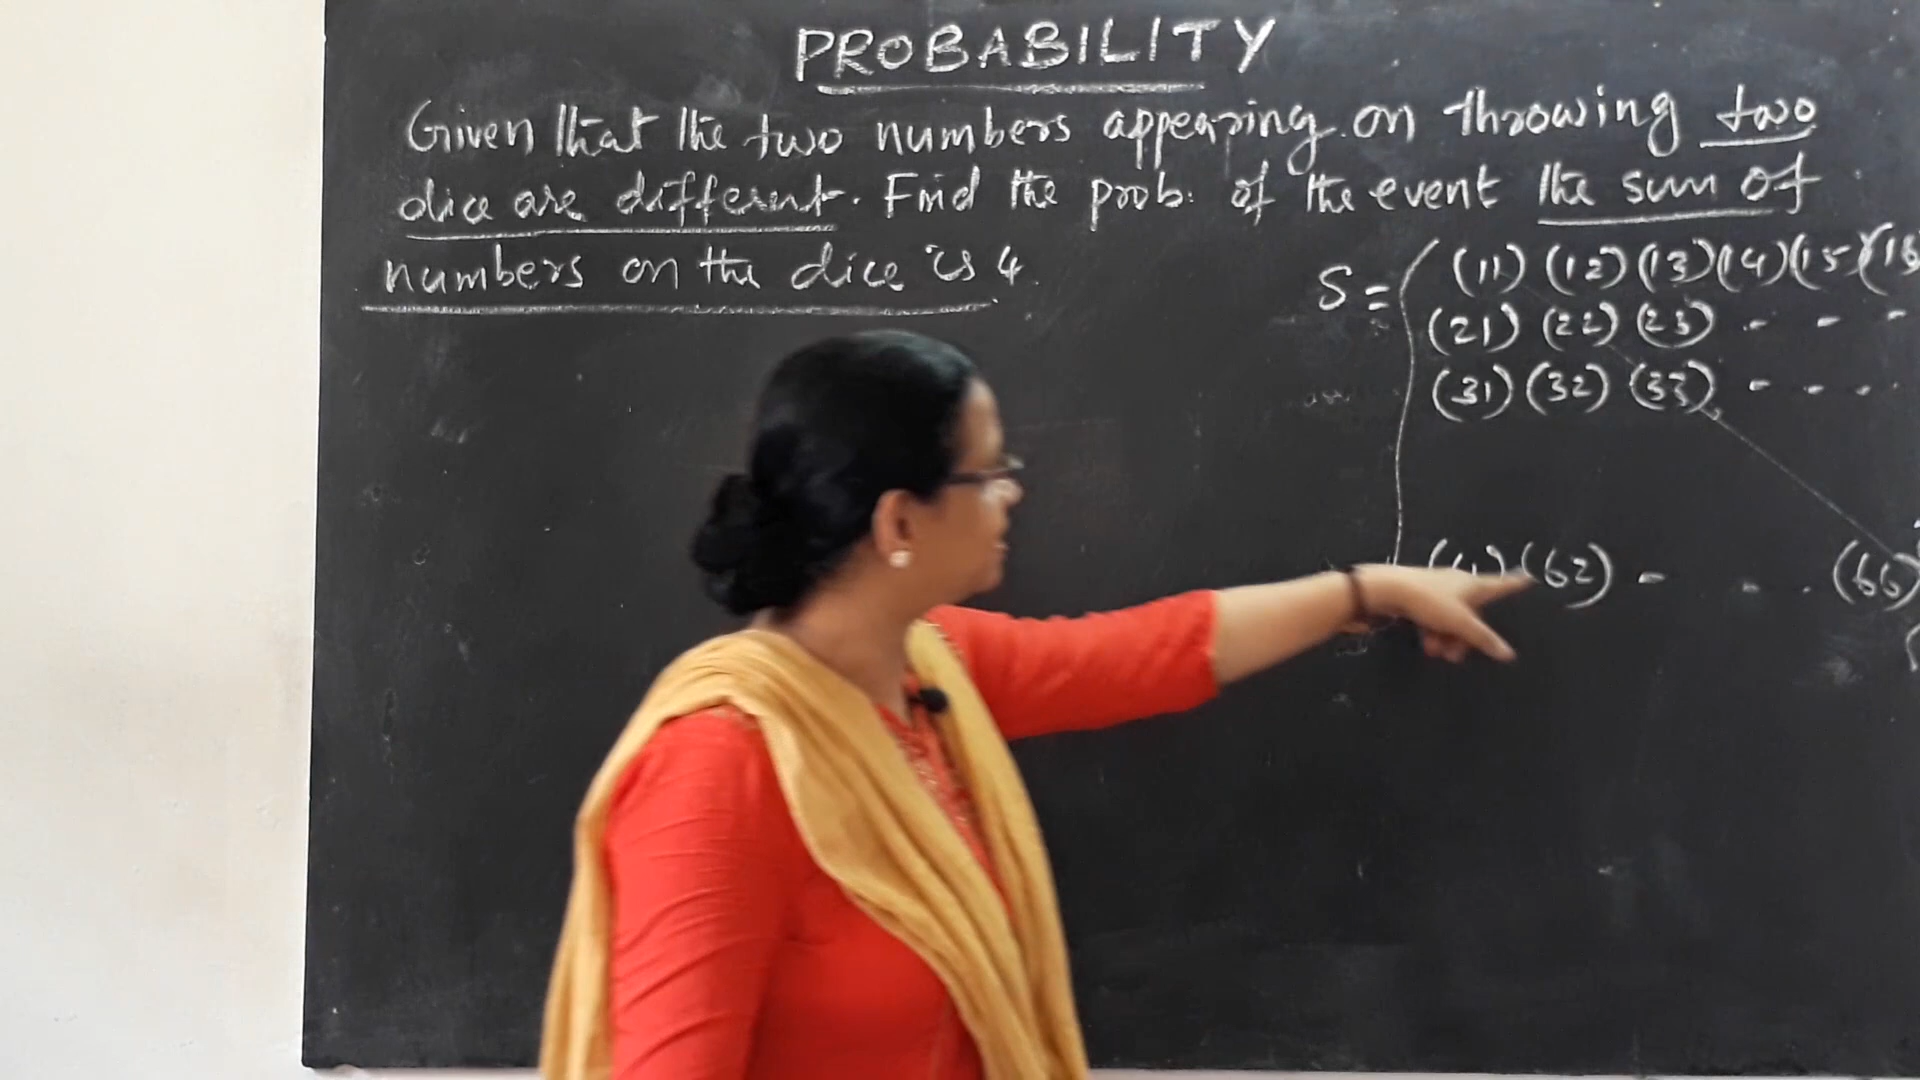 PROBABILITY
Given that the two numbers appearing on throwing two
dice are different. Find the prob. of the event the sum of
numbers on the dice is 4.
S = (11) (12) (13) (14) (15) (16
(21) (22) (23) - - -
(31) (32) (33) - - - .
(62) - . . (66)